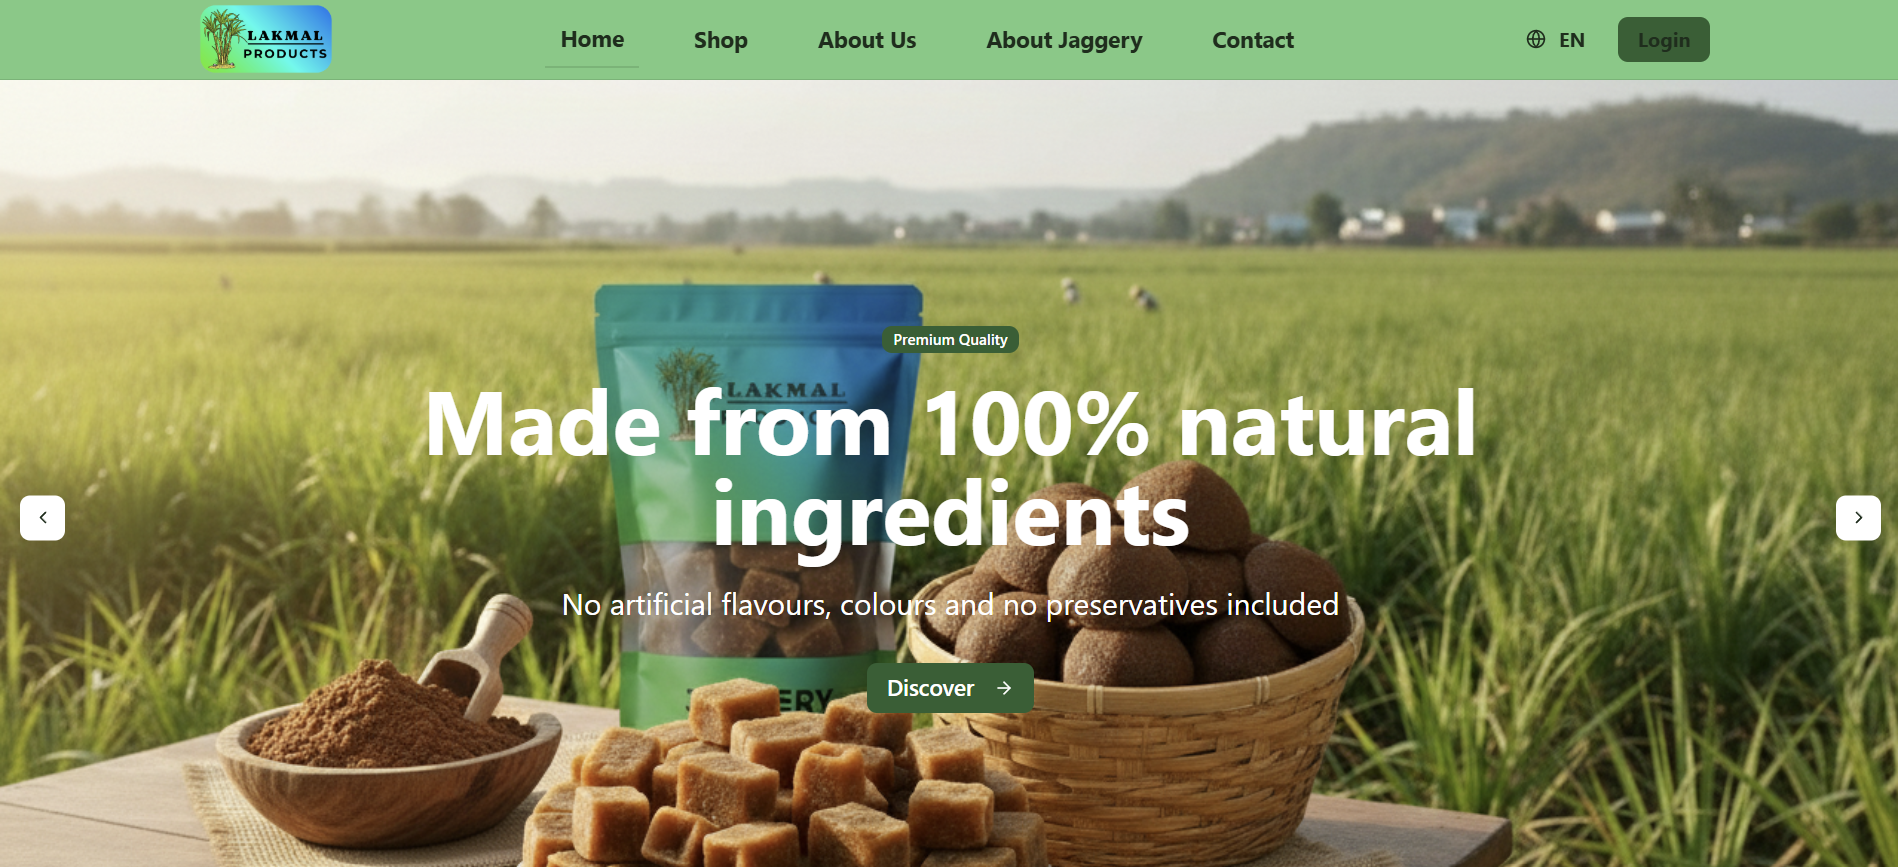 LAKMAL
PRODUCTS
Home
Shop
About Us
About Jaggery
Contact
EN
Login
Premium Quality
LAKMAL
Made from 100% natural
ingredients
No artificial flavours, colours and no preservatives included
Discover